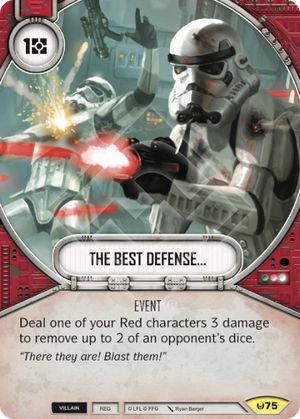 1
THE BEST DEFENSE...
EVENT
Deal one of your Red characters 3 damage
to remove up to 2 of an opponent's dice.
"There they are! Blast them!"
VILLAIN RED © LFL © FFG Ryan Barger 75